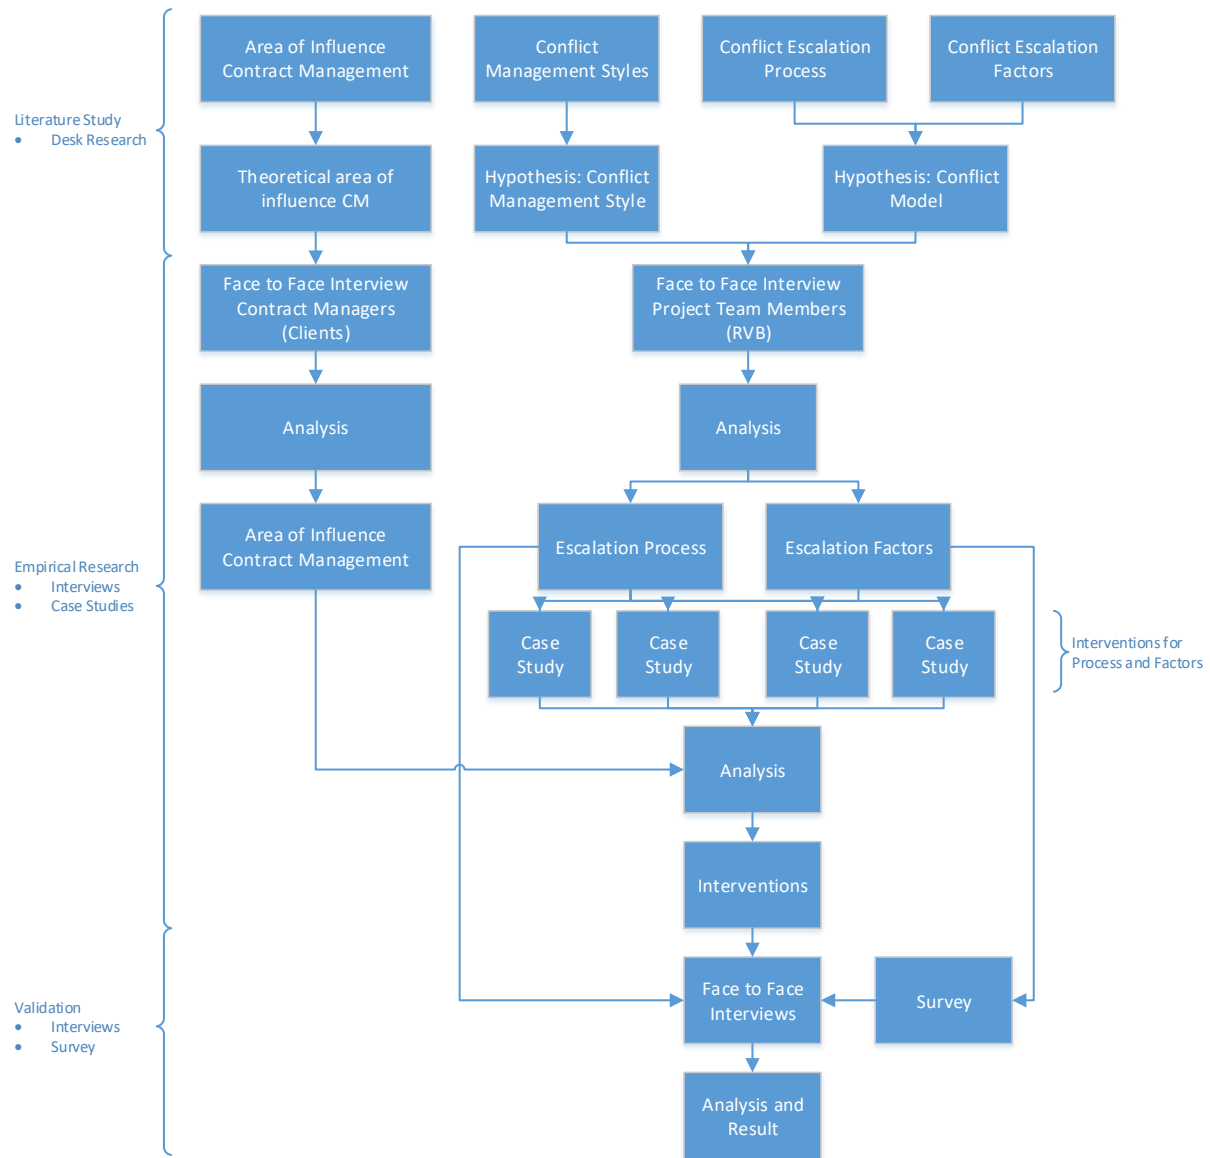 Area of Influence
Contract Management
Conflict
Management Styles
Conflict Escalation
Process
Conflict Escalation
Factors
Literature Study
• Desk Research
Theoretical area of
influence CM
Hypothesis: Conflict
Management Style
Hypothesis: Conflict
Model
Face to Face Interview
Contract Managers
(Clients)
Face to Face Interview
Project Team Members
(RVB)
Analysis
Analysis
Area of Influence
Contract Management
Escalation Process
Escalation Factors
Empirical Research
• Interviews
• Case Studies
Case
Study
Case
Study
Case
Study
Case
Study
Interventions for
Process and Factors
Analysis
Interventions
Face to Face
Interviews
Survey
Validation
• Interviews
• Survey
Analysis and
Result